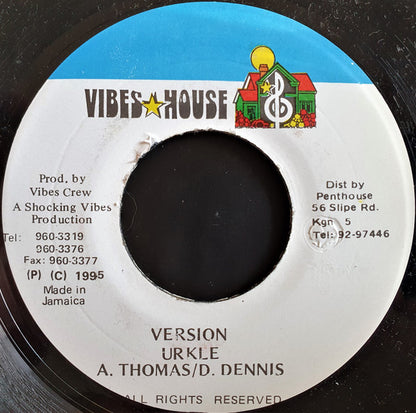 VIBES HOUSE
Prod. by
Vibes Crew
A Shocking Vibes
Production
Tel: 960-3319
960-3376
Fax: 960-3377
(P) (C) 1995
Made in
Jamaica
Dist by
Penthouse
56 Slipe Rd.
Kgn 5
Tel: 92-97446
VERSION
URKLE
A. THOMAS/D. DENNIS
ALL RIGHTS RESERVED